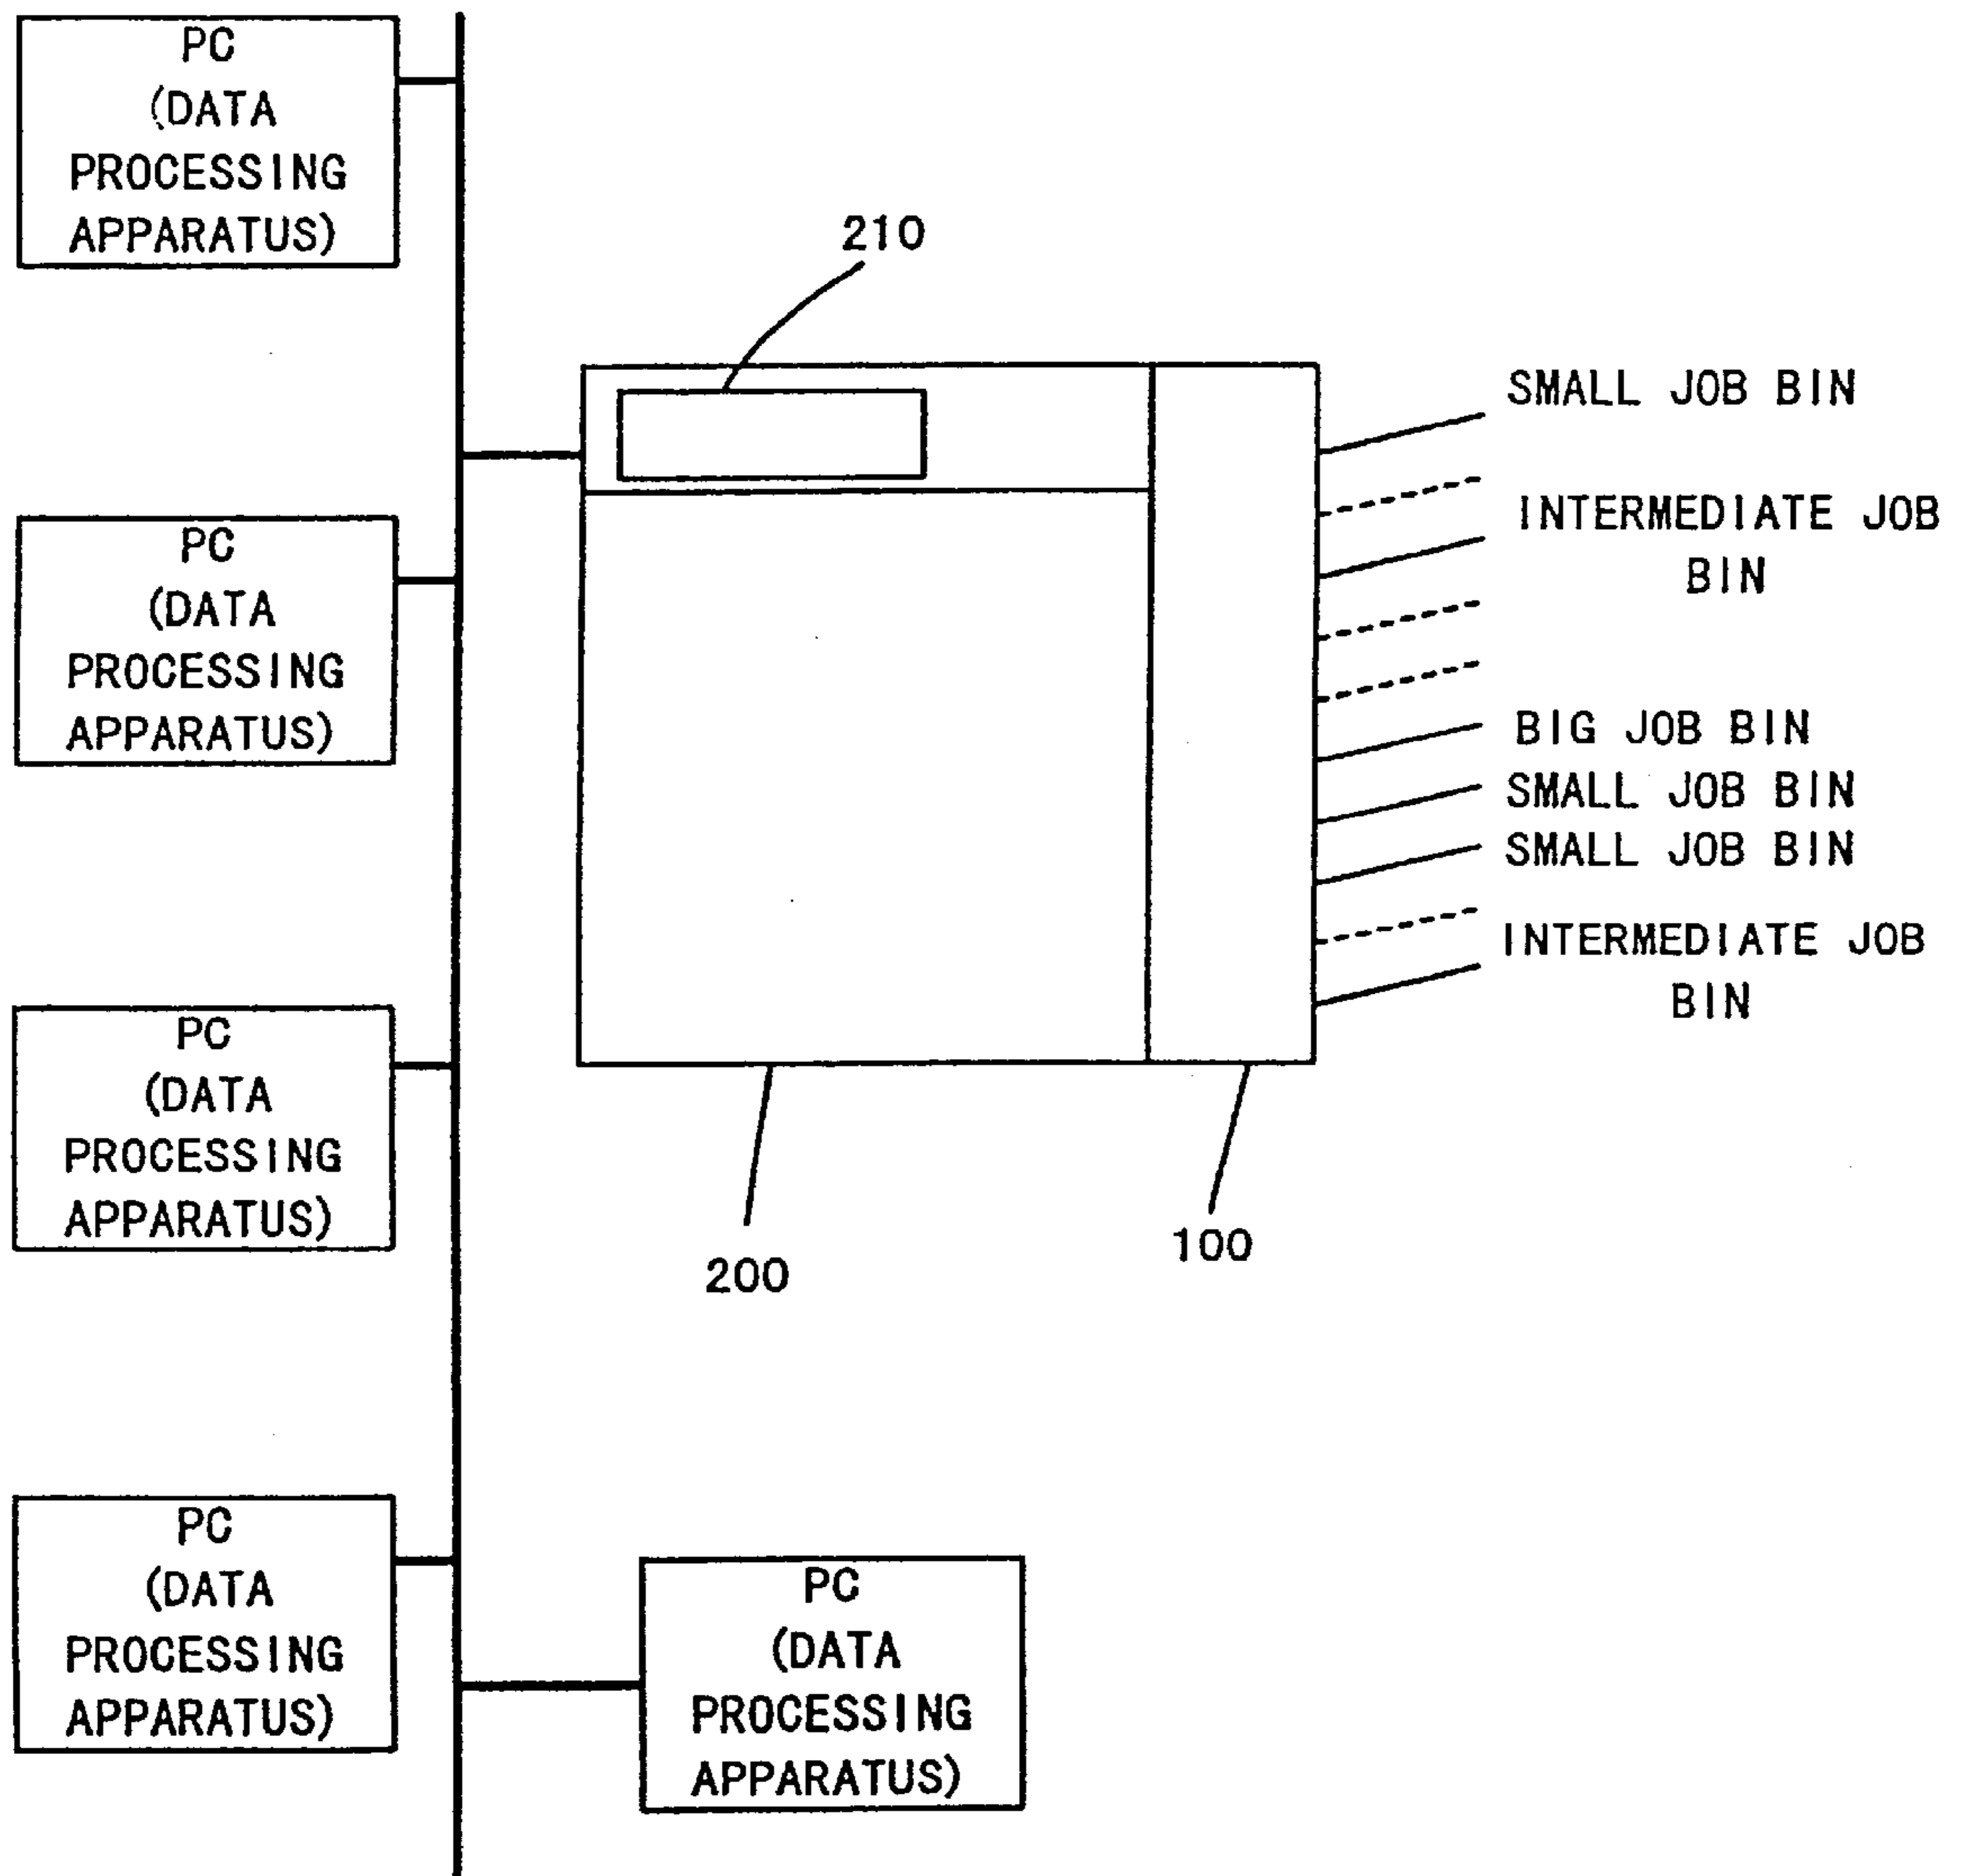 PC
(DATA
PROCESSING
APPARATUS)
210
SMALL JOB BIN
INTERMEDIATE JOB
BIN
PC
(DATA
PROCESSING
APPARATUS)
BIG JOB BIN
SMALL JOB BIN
SMALL JOB BIN
INTERMEDIATE JOB
BIN
PC
(DATA
PROCESSING
APPARATUS)
200
100
PC
(DATA
PROCESSING
APPARATUS)
PC
(DATA
PROCESSING
APPARATUS)